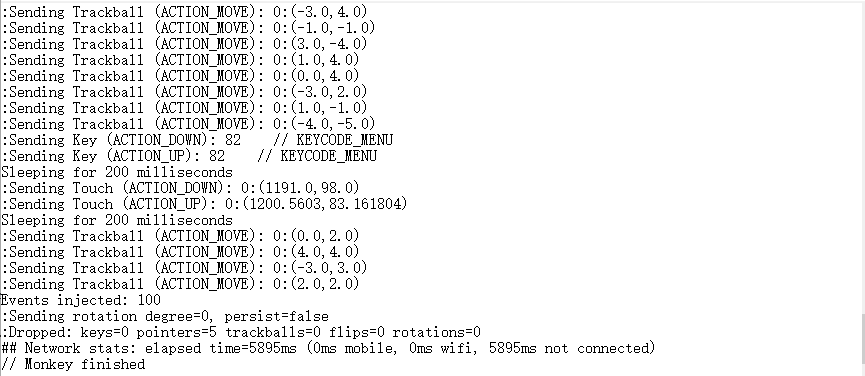 :Sending Trackball (ACTION_MOVE): 0:(-3.0,4.0)
:Sending Trackball (ACTION_MOVE): 0:(-1.0,-1.0)
:Sending Trackball (ACTION_MOVE): 0:(3.0,-4.0)
:Sending Trackball (ACTION_MOVE): 0:(1.0,4.0)
:Sending Trackball (ACTION_MOVE): 0:(0.0,4.0)
:Sending Trackball (ACTION_MOVE): 0:(-3.0,2.0)
:Sending Trackball (ACTION_MOVE): 0:(1.0,-1.0)
:Sending Trackball (ACTION_MOVE): 0:(-4.0,-5.0)
:Sending Key (ACTION_DOWN): 82    // KEYCODE_MENU
:Sending Key (ACTION_UP): 82    // KEYCODE_MENU
Sleeping for 200 milliseconds
:Sending Touch (ACTION_DOWN): 0:(1191.0,98.0)
:Sending Touch (ACTION_UP): 0:(1200.5603,83.161804)
Sleeping for 200 milliseconds
:Sending Trackball (ACTION_MOVE): 0:(0.0,2.0)
:Sending Trackball (ACTION_MOVE): 0:(4.0,4.0)
:Sending Trackball (ACTION_MOVE): 0:(-3.0,3.0)
:Sending Trackball (ACTION_MOVE): 0:(2.0,2.0)
Events injected: 100
:Sending rotation degree=0, persist=false
:Dropped: keys=0 pointers=5 trackballs=0 flips=0 rotations=0
## Network stats: elapsed time=5895ms (0ms mobile, 0ms wifi, 5895ms not connected)
// Monkey finished